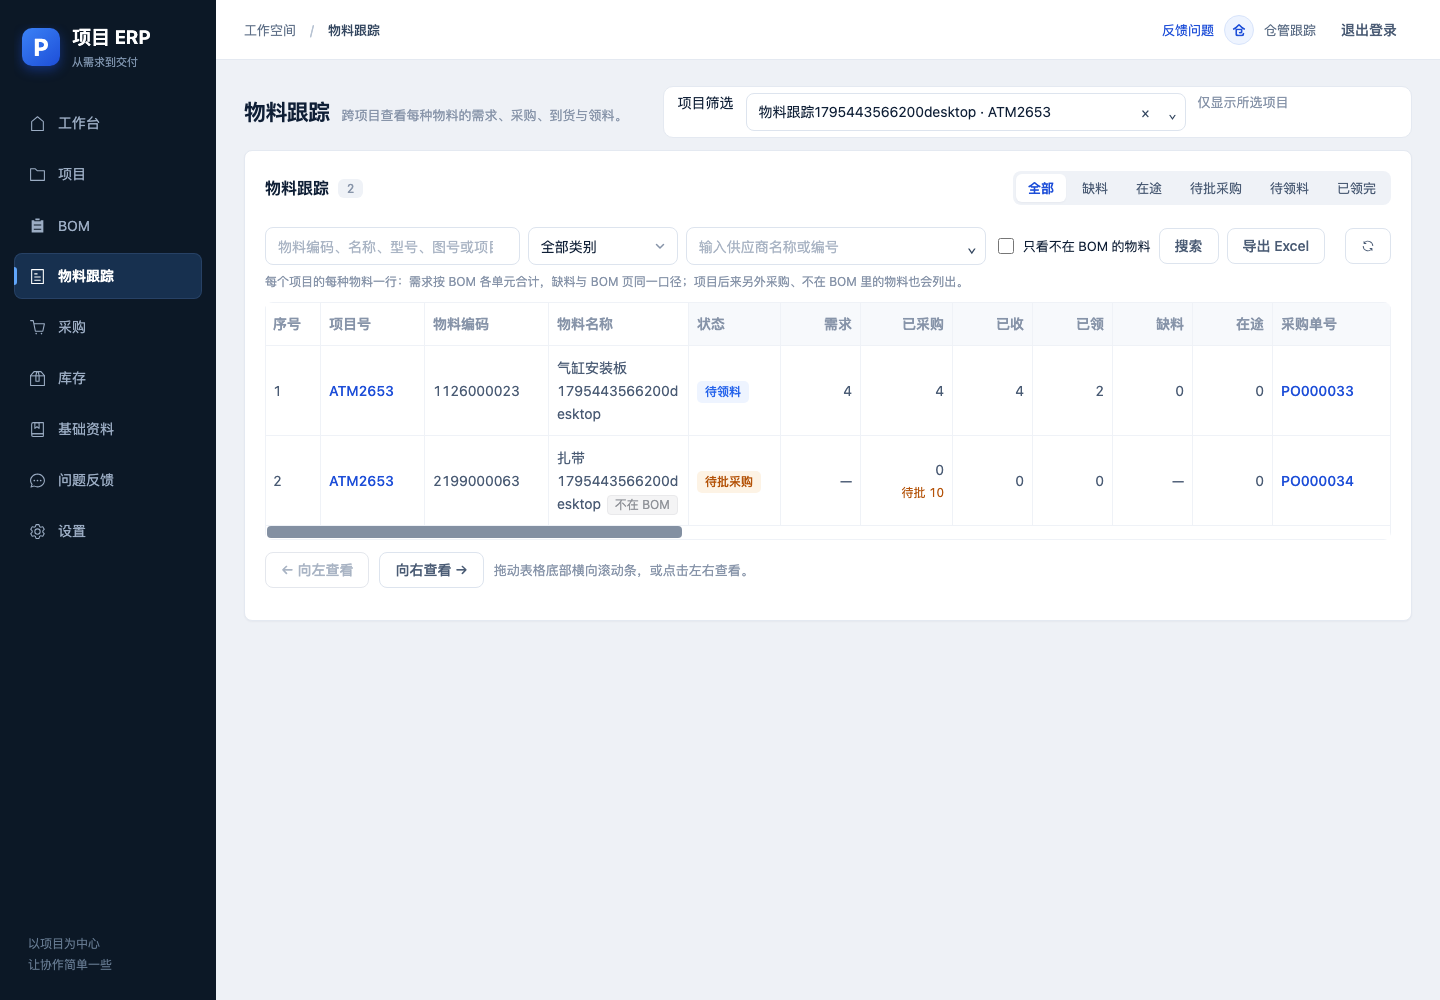 P
项目 ERP
从需求到交付
工作台
项目
BOM
物料跟踪
采购
库存
基础资料
问题反馈
设置
以项目为中心
让协作简单一些
工作空间 / 物料跟踪
反馈问题 仓 仓管跟踪 退出登录
物料跟踪 跨项目查看每种物料的需求、采购、到货与领料。
项目筛选 物料跟踪1795443566200desktop · ATM2653 × 仅显示所选项目
物料跟踪 2
全部 缺料 在途 待批采购 待领料 已领完
物料编码、名称、型号、图号或项目 全部类别 输入供应商名称或编号 只看不在 BOM 的物料 搜索 导出 Excel
每个项目的每种物料一行：需求按 BOM 各单元合计，缺料与 BOM 页同一口径；项目后来另外采购、不在 BOM 里的物料也会列出。
序号 项目号 物料编码 物料名称 状态 需求 已采购 已收 已领 缺料 在途 采购单号
气缸安装板
1 ATM2653 1126000023 1795443566200d 待领料 4 4 4 2 0 0 PO000033
esktop
扎带 0
2 ATM2653 2199000063 1795443566200d 待批采购 — 待批 10 0 0 — 0 PO000034
esktop 不在 BOM
← 向左查看 向右查看 → 拖动表格底部横向滚动条，或点击左右查看。